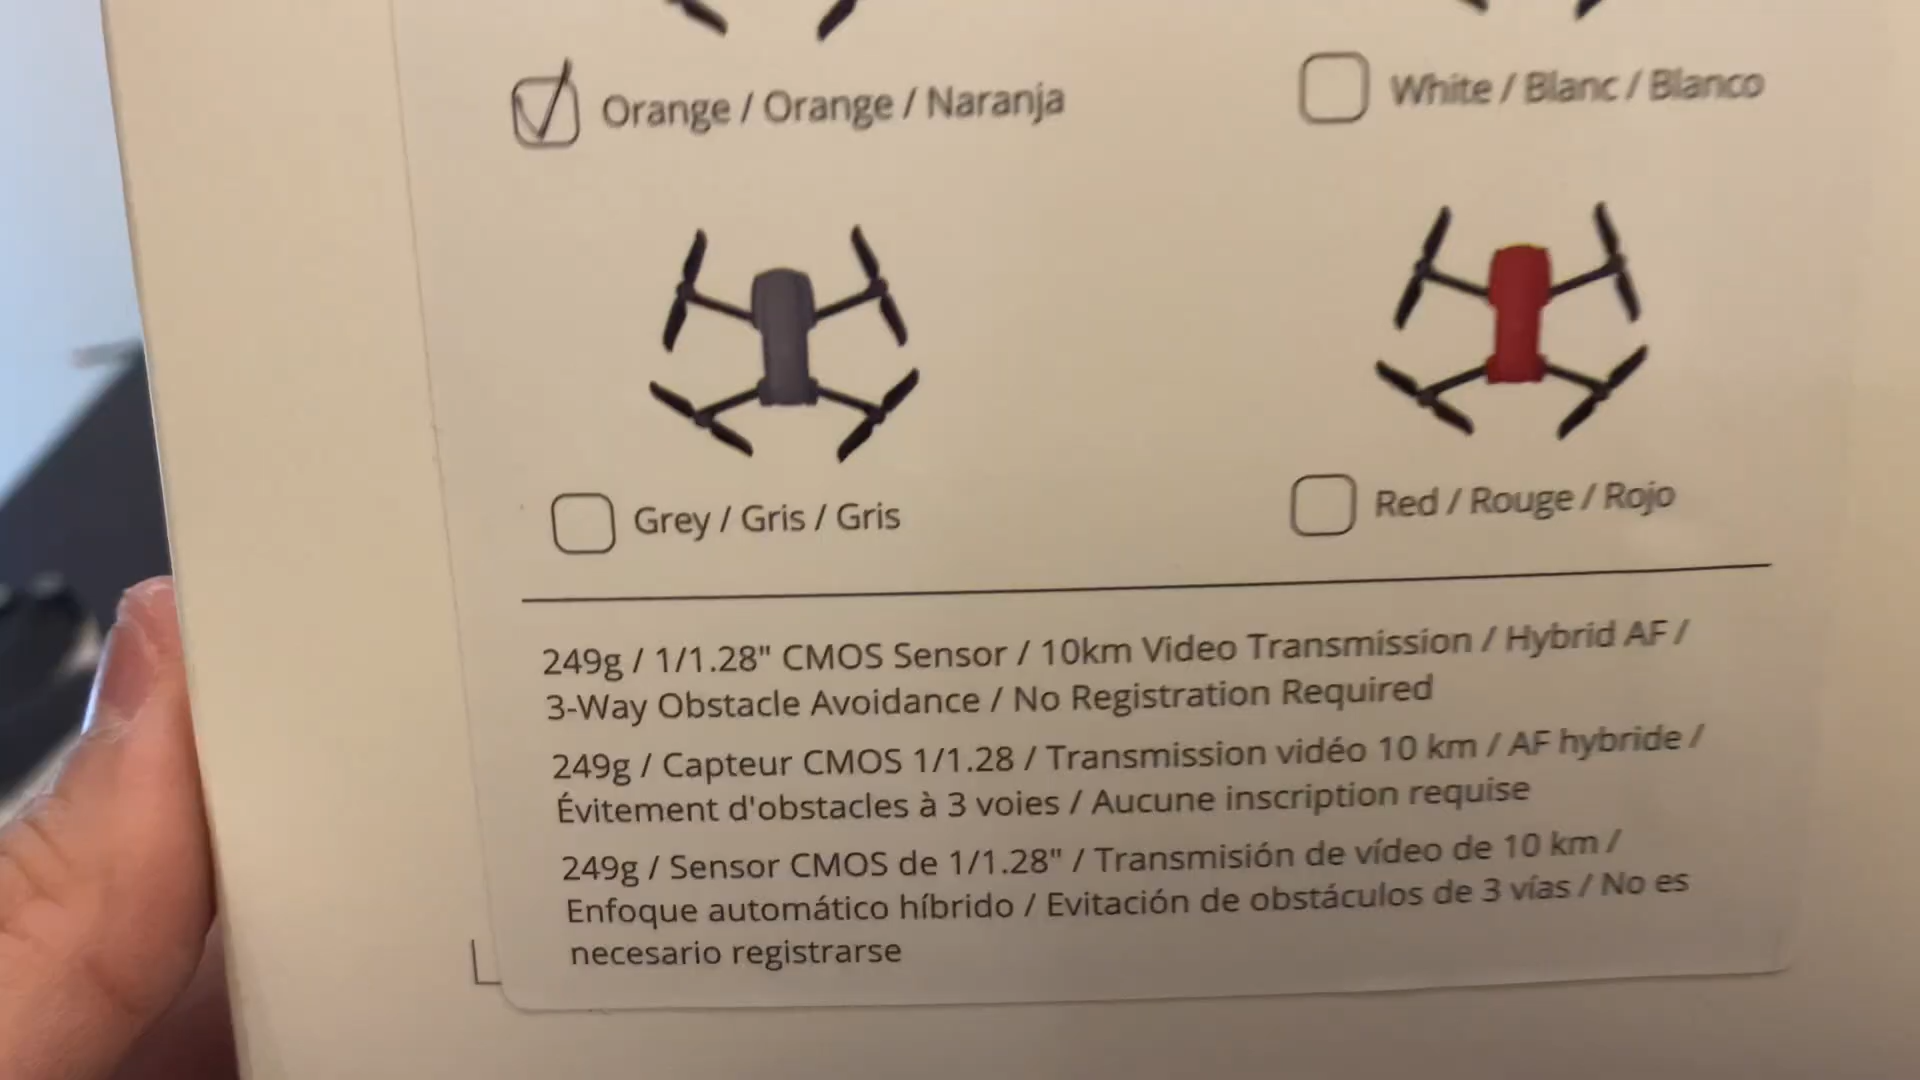 Orange / Orange / Naranja
White / Blanc / Blanco
Grey / Gris / Gris
Red / Rouge / Rojo
249g / 1/1.28" CMOS Sensor / 10km Video Transmission / Hybrid AF /
3-Way Obstacle Avoidance / No Registration Required
249g / Capteur CMOS 1/1.28 / Transmission vidéo 10 km / AF hybride /
Évitement d'obstacles à 3 voies / Aucune inscription requise
249g / Sensor CMOS de 1/1.28" / Transmisión de vídeo de 10 km /
Enfoque automático híbrido / Evitación de obstáculos de 3 vías / No es
necesario registrarse